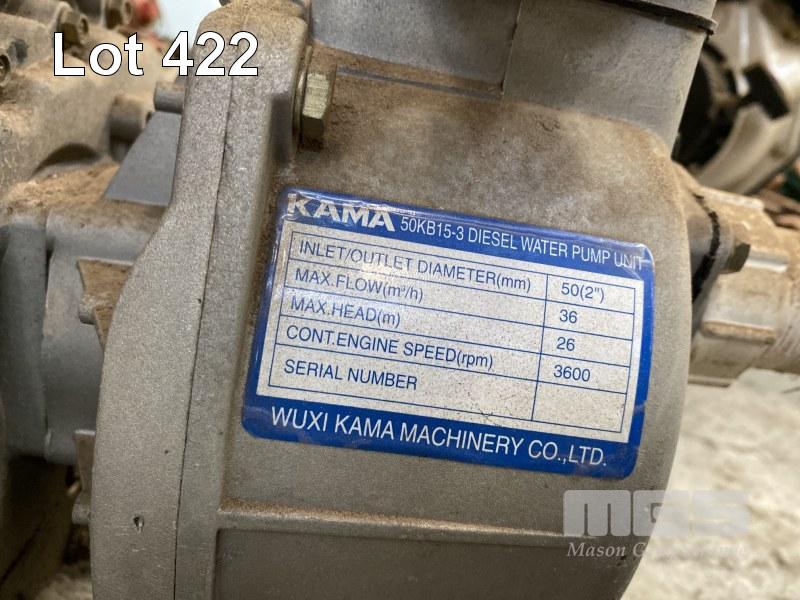 Lot 422
KAMA 50KB15-3 DIESEL WATER PUMP UNIT
INLET/OUTLET DIAMETER(mm) 50(2")
MAX.FLOW(m³/h) 36
MAX.HEAD(m) 26
CONT.ENGINE SPEED(rpm) 3600
SERIAL NUMBER
WUXI KAMA MACHINERY CO.,LTD.
MGS
Mason